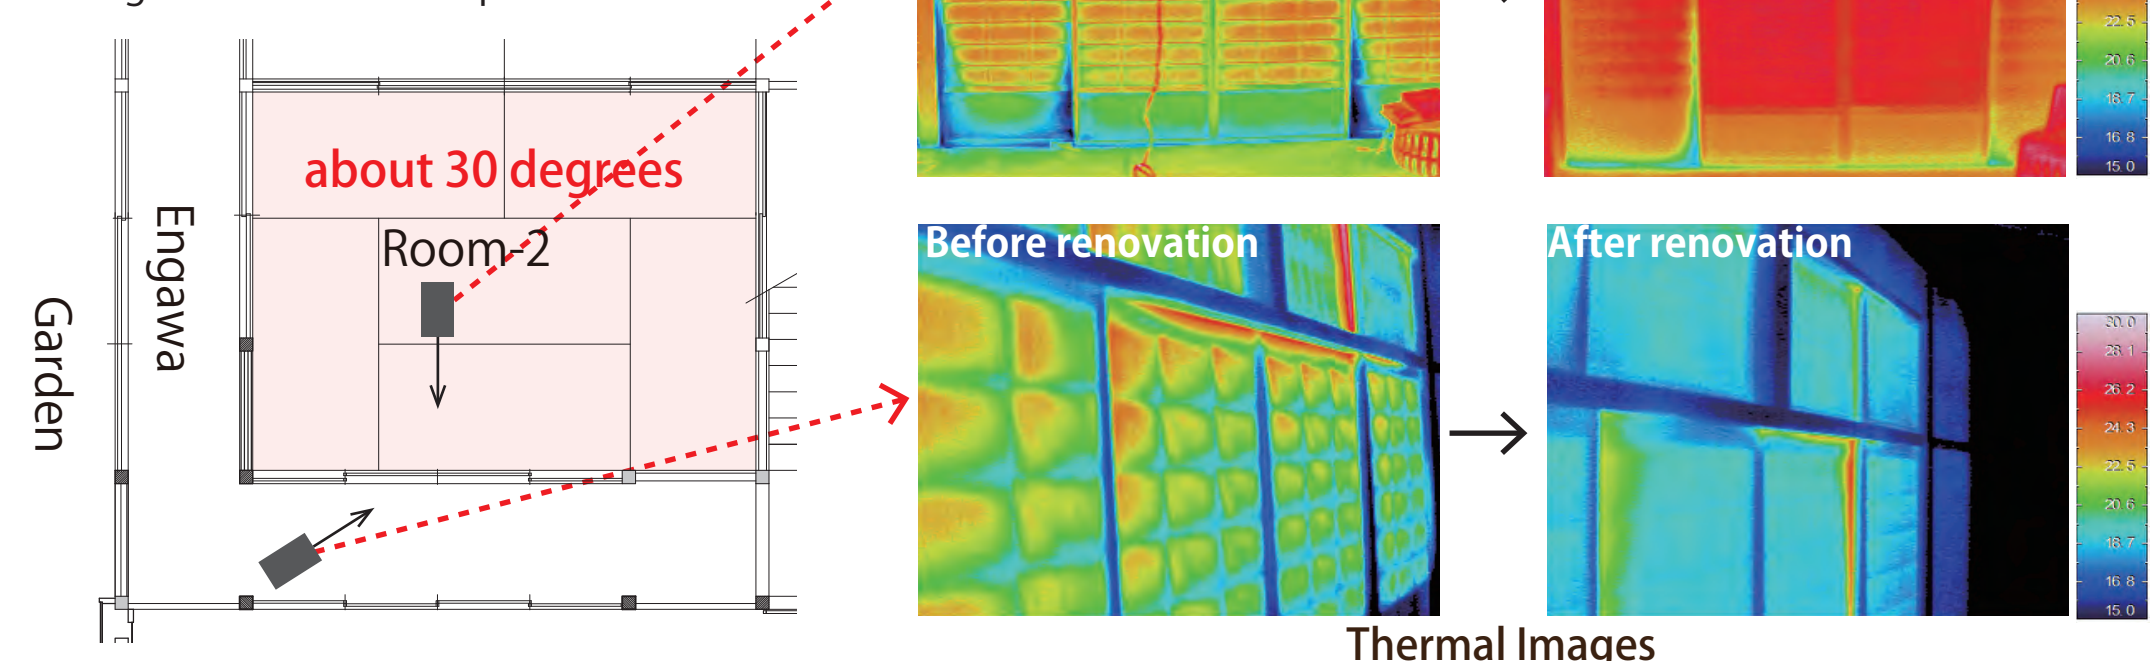 about 30 degrees
Room-2
Engawa
Garden
22.5
20.6
18.7
16.8
15.0
Before renovation
After renovation
30.0
28.1
26.2
24.3
22.5
20.6
18.7
16.8
15.0
Thermal Images